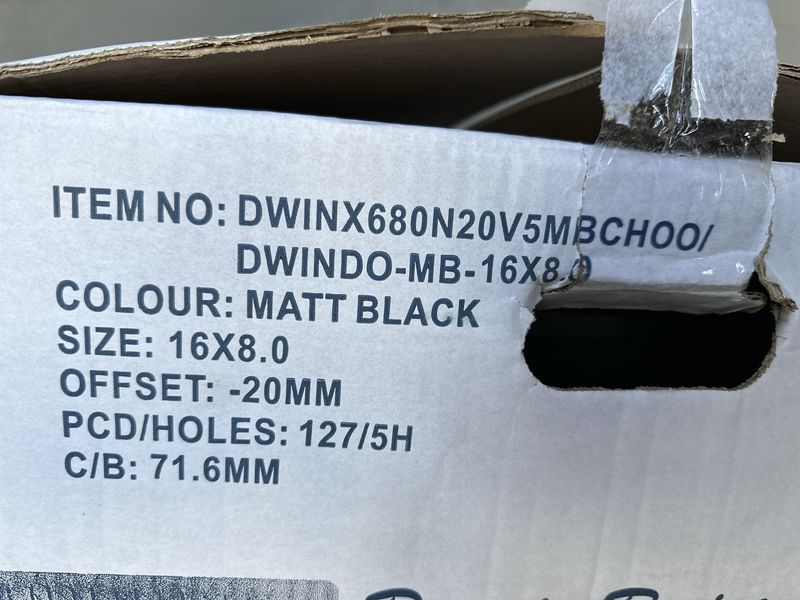 ITEM NO: DWINX680N20V5MBCHOO/
DWINDO-MB-16X8.0
COLOUR: MATT BLACK
SIZE: 16X8.0
OFFSET: -20MM
PCD/HOLES: 127/5H
C/B: 71.6MM